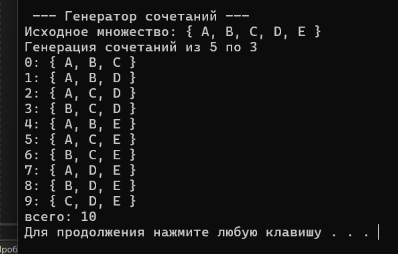 --- Генератор сочетаний ---
Исходное множество: { A, B, C, D, E }
Генерация сочетаний из 5 по 3
0: { A, B, C }
1: { A, B, D }
2: { A, C, D }
3: { B, C, D }
4: { A, B, E }
5: { A, C, E }
6: { B, C, E }
7: { A, D, E }
8: { B, D, E }
9: { C, D, E }
всего: 10
Для продолжения нажмите любую клавишу . . .